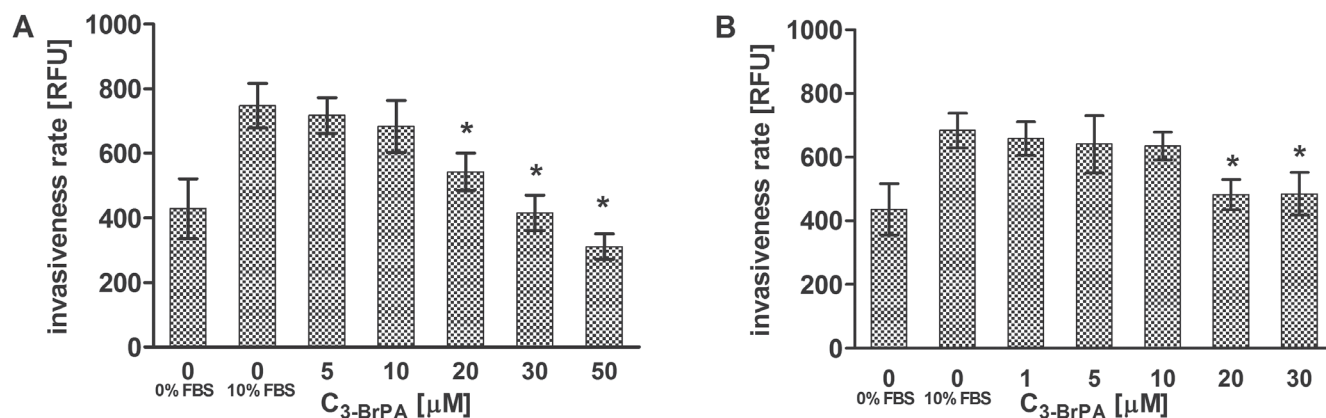 A
invasiveness rate [RFU]
1000
800
600
400
200
0
* * *
0 0 5 10 20 30 50
0% FBS 10% FBS
C3-BrPA [µM]
B
invasiveness rate [RFU]
1000
800
600
400
200
0
* *
0 0 1 5 10 20 30
0% FBS 10% FBS
C3-BrPA [µM]